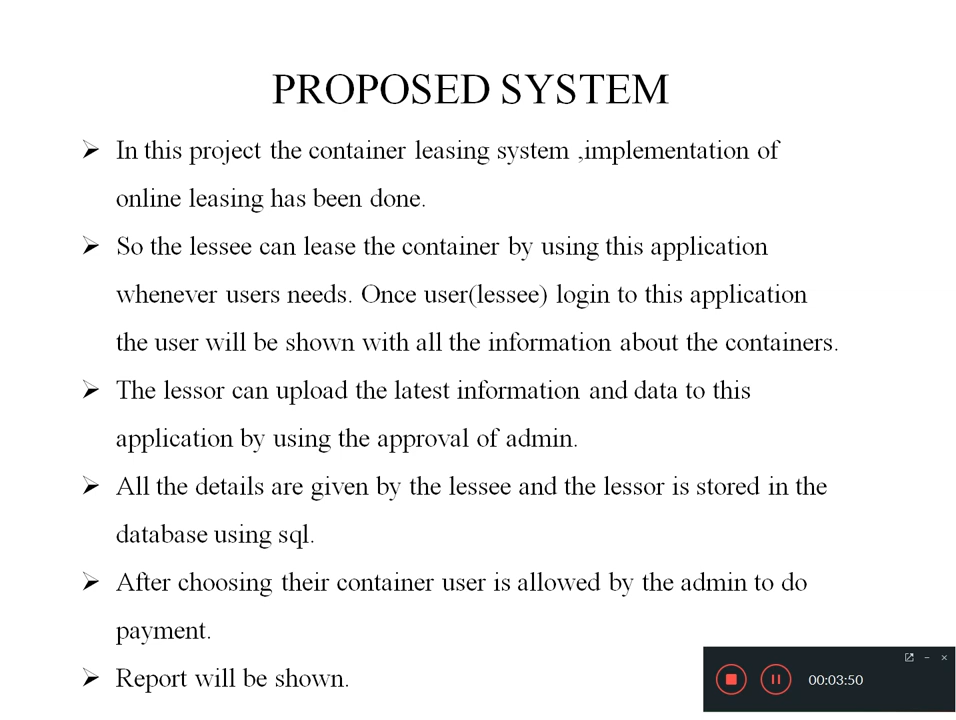 PROPOSED SYSTEM
In this project the container leasing system ,implementation of
online leasing has been done.
So the lessee can lease the container by using this application
whenever users needs. Once user(lessee) login to this application
the user will be shown with all the information about the containers.
The lessor can upload the latest information and data to this
application by using the approval of admin.
All the details are given by the lessee and the lessor is stored in the
database using sql.
After choosing their container user is allowed by the admin to do
payment.
Report will be shown.
00:03:50